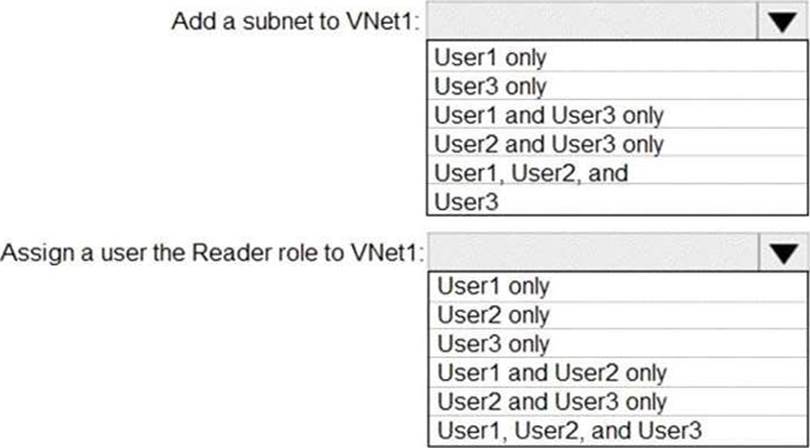 Add a subnet to VNet1:
User1 only
User3 only
User1 and User3 only
User2 and User3 only
User1, User2, and
User3
Assign a user the Reader role to VNet1:
User1 only
User2 only
User3 only
User1 and User2 only
User2 and User3 only
User1, User2, and User3